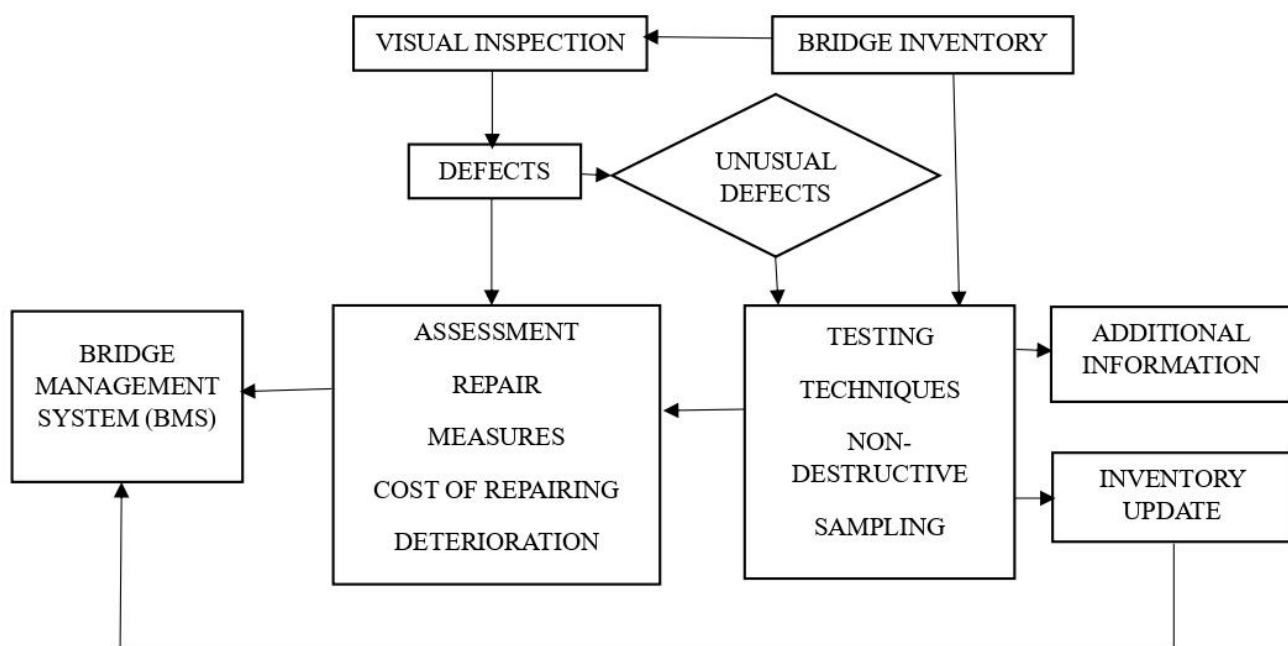 VISUAL INSPECTION
BRIDGE INVENTORY
DEFECTS
UNUSUAL
DEFECTS
BRIDGE
MANAGEMENT
SYSTEM (BMS)
ASSESSMENT
REPAIR
MEASURES
COST OF REPAIRING
DETERIORATION
TESTING
TECHNIQUES
NON-
DESTRUCTIVE
SAMPLING
ADDITIONAL
INFORMATION
INVENTORY
UPDATE